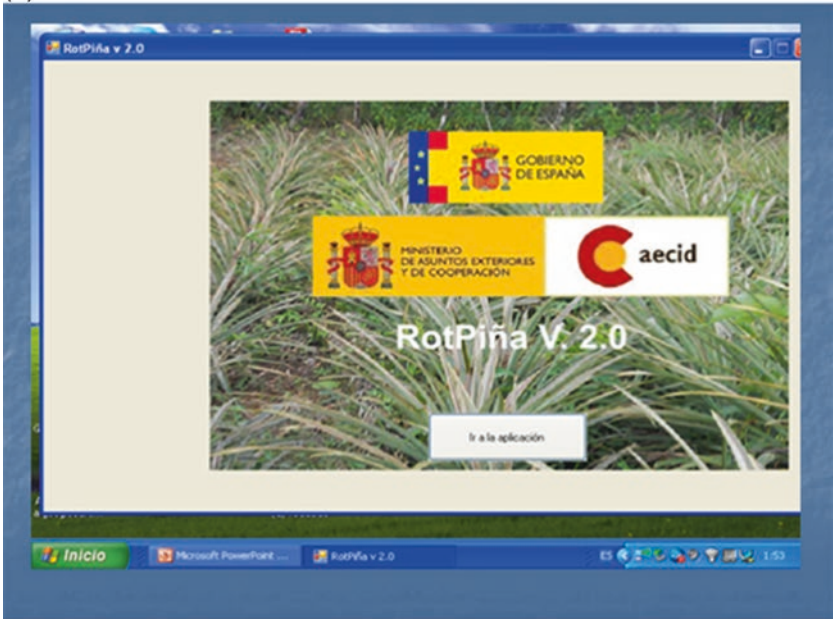 RotPiña v 2.0
GOBIERNO
DE ESPAÑA
MINISTERIO
DE ASUNTOS EXTERIORES
Y DE COOPERACIÓN
aecid
RotPiña V. 2.0
Ir a la aplicación
Inicio
Microsoft PowerPoint ...
RotPiña v 2.0
ES
1:53